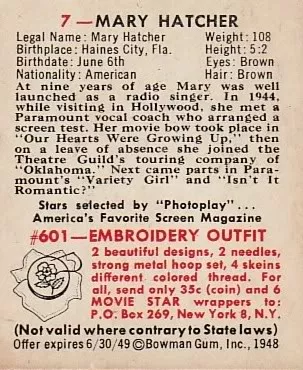 7—MARY HATCHER
Legal Name: Mary Hatcher Weight: 108
Birthplace: Haines City, Fla. Height: 5:2
Birthdate: June 6th Eyes: Brown
Nationality: American Hair: Brown
At nine years of age Mary was well
launched as a radio singer. In 1944,
while visiting in Hollywood, she met a
Paramount vocal coach who arranged
a screen test. Her movie bow took place in
"Our Hearts Were Growing Up," then
on a leave of absence she joined the
Theatre Guild's touring company of
"Oklahoma." Next came parts in Para-
mount's "Variety Girl" and "Isn't It
Romantic?"
Stars selected by "Photoplay"...
America's Favorite Screen Magazine
#601—EMBROIDERY OUTFIT
2 beautiful designs, 2 needles,
strong metal hoop set, 4 skeins
different colored thread. For
all, send only 35c (coin) and 6
MOVIE STAR wrappers to:
P.O. Box 269, New York 8, N.Y.
(Not valid where contrary to State laws)
Offer expires 6/30/49 ©Bowman Gum, Inc., 1948